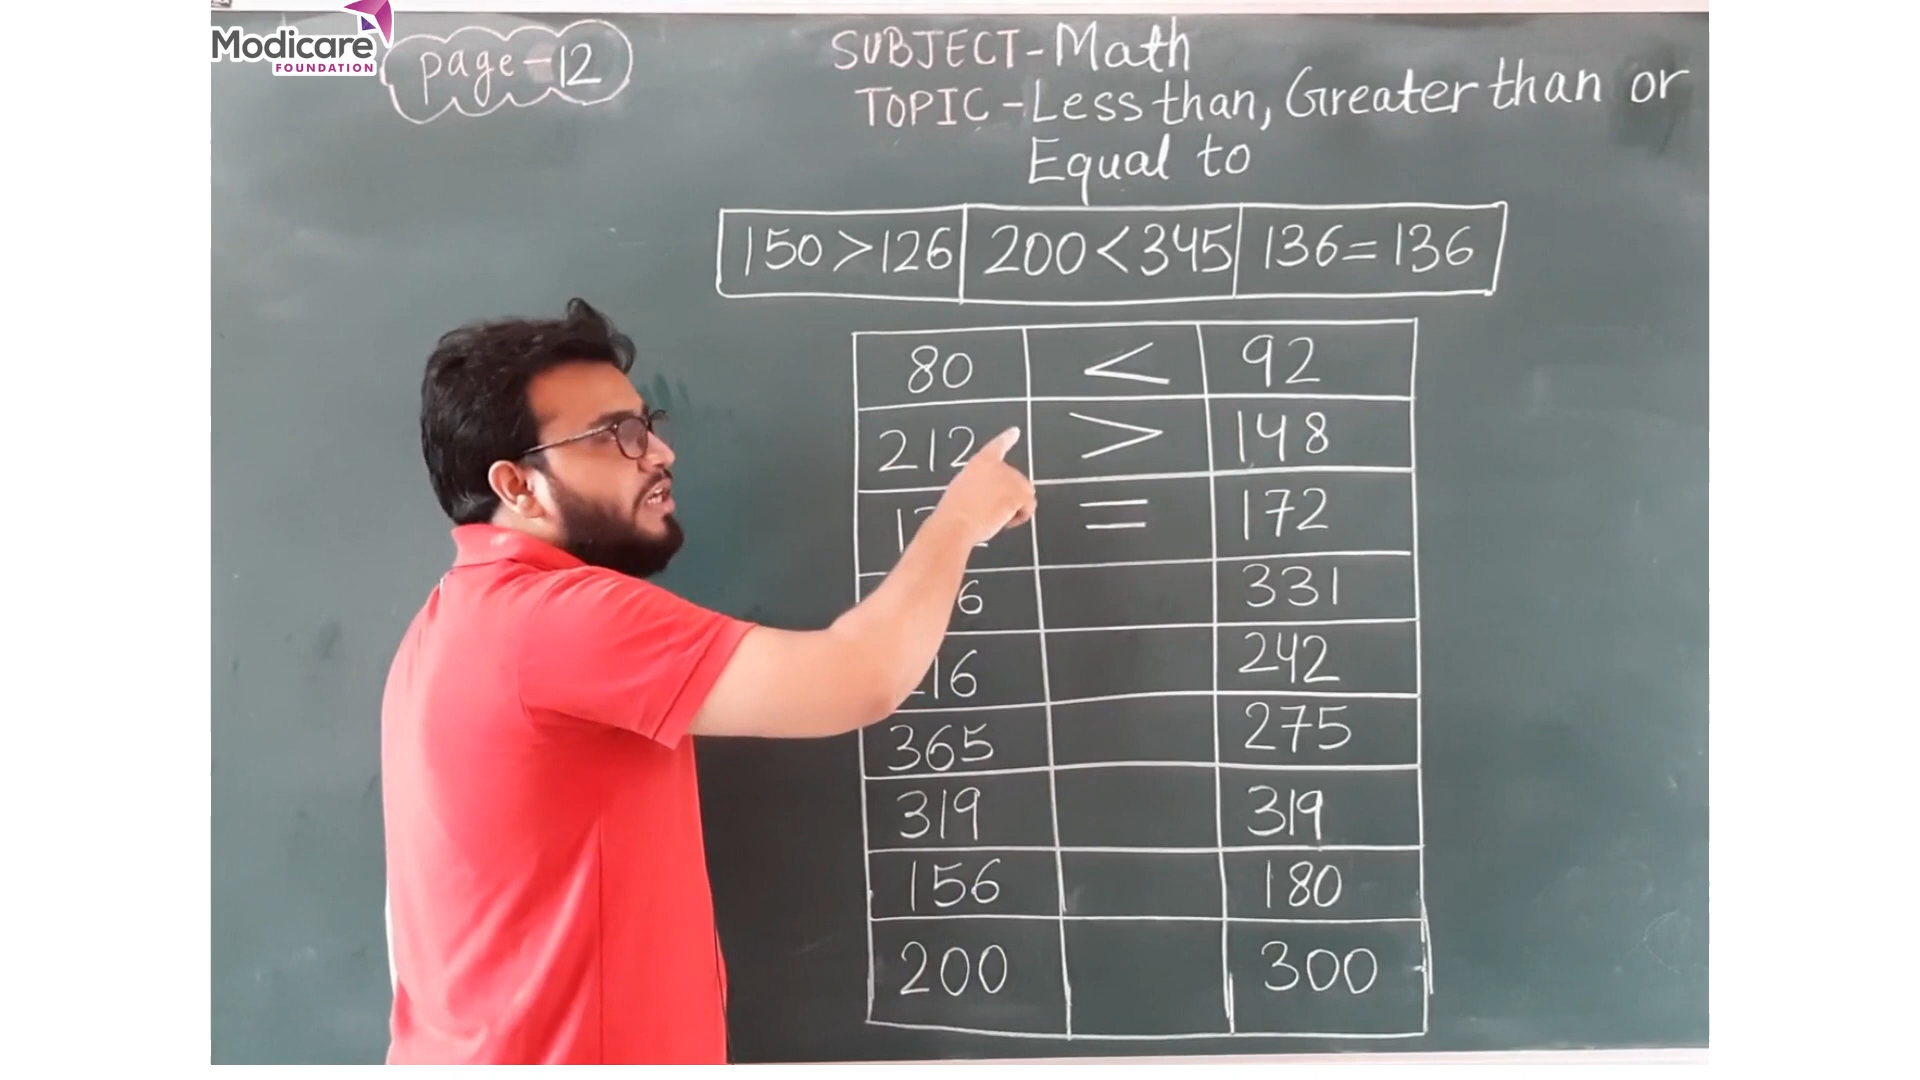 Modicare
FOUNDATION
page-12
SUBJECT-Math
TOPIC-Less than, Greater than or
Equal to
150>126 200<345 136=136
80 < 92
212 > 148
= 172
331
242
365 275
319 319
156 180
200 300